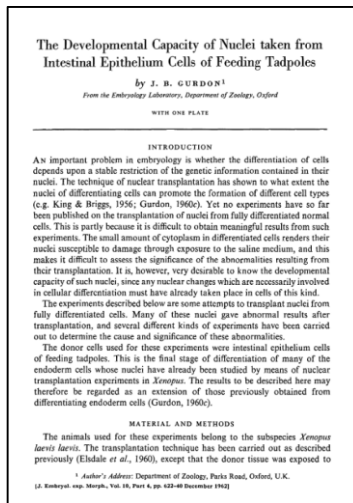 The Developmental Capacity of Nuclei taken from
Intestinal Epithelium Cells of Feeding Tadpoles
by J. B. GURDON¹
From the Embryology Laboratory, Department of Zoology, Oxford
WITH ONE PLATE
INTRODUCTION
AN important problem in embryology is whether the differentiation of cells
depends upon a stable restriction of the genetic information contained in their
nuclei. The technique of nuclear transplantation has shown to what extent the
nuclei of differentiating cells can promote the formation of different cell types
(e.g. King & Briggs, 1956; Gurdon, 1960c). Yet no experiments have so far
been published on the transplantation of nuclei from fully differentiated normal
cells. This is partly because it is difficult to obtain meaningful results from such
experiments. The small amount of cytoplasm in differentiated cells renders their
nuclei susceptible to damage through exposure to the saline medium, and this
makes it difficult to assess the significance of the abnormalities resulting from
their transplantation. It is, however, very desirable to know the developmental
capacity of such nuclei, since any nuclear changes which are necessarily involved
in cellular differentiation must have already taken place in cells of this kind.
The experiments described below are some attempts to transplant nuclei from
fully differentiated cells. Many of these nuclei gave abnormal results after
transplantation, and several different kinds of experiments have been carried
out to determine the cause and significance of these abnormalities.
The donor cells used for these experiments were intestinal epithelium cells
of feeding tadpoles. This is the final stage of differentiation of many of the
endoderm cells whose nuclei have already been studied by means of nuclear
transplantation experiments in Xenopus. The results to be described here may
therefore be regarded as an extension of those previously obtained from
differentiating endoderm cells (Gurdon, 1960c).
MATERIAL AND METHODS
The animals used for these experiments belong to the subspecies Xenopus
laevis laevis. The transplantation technique has been carried out as described
previously (Elsdale et al., 1960), except that the donor tissue was exposed to
¹ Author's Address: Department of Zoology, Parks Road, Oxford, U.K.
[J. Embryol. exp. Morph., Vol. 10, Part 4, pp. 622-40 December 1962]